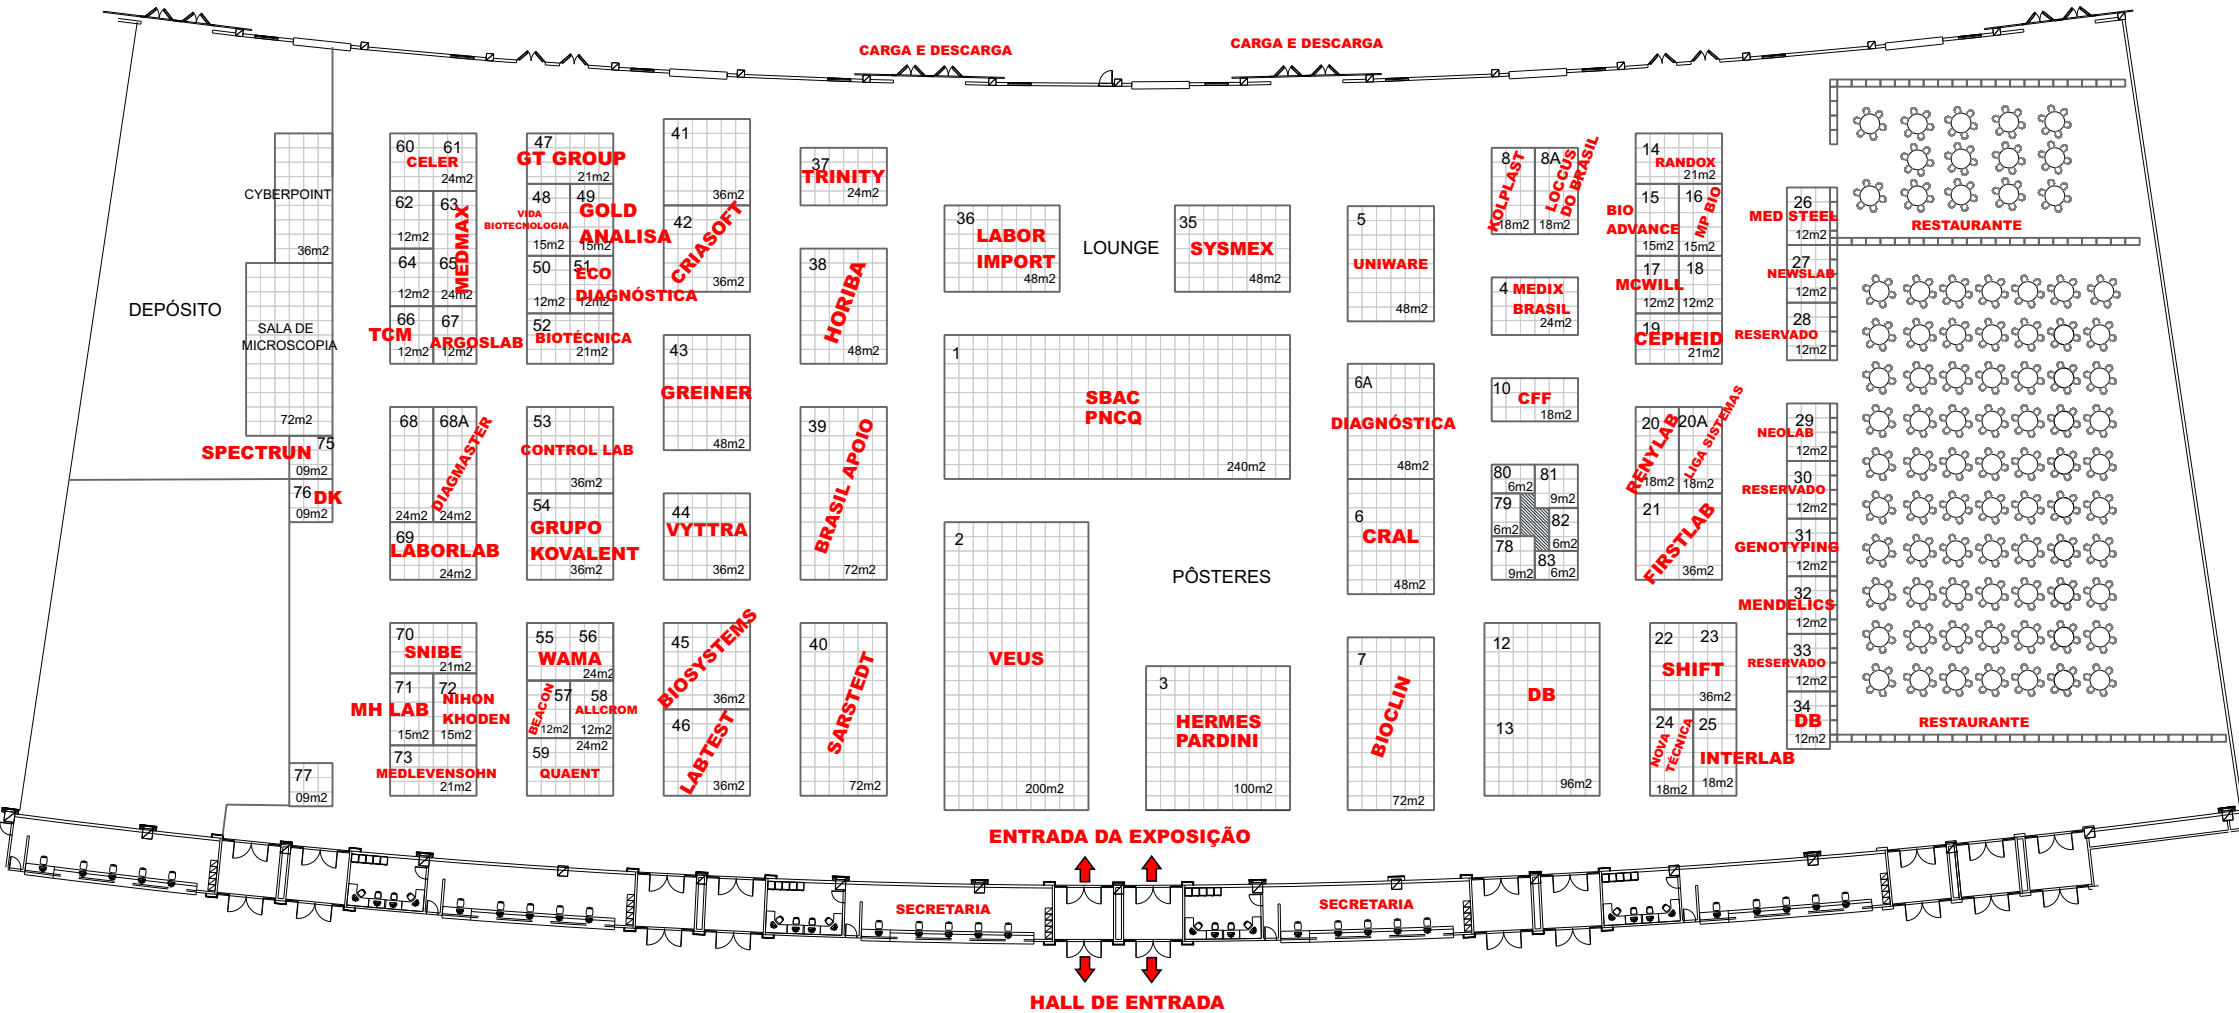 CARGA E DESCARGA
CARGA E DESCARGA
CYBERPOINT
36m2
DEPÓSITO
SALA DE
MICROSCOPIA
72m2
75
SPECTRUN
09m2
76 DK
09m2
77
09m2
60 61
CELER
24m2
62
12m2
63
65
MEDMAX
24m2
64
12m2
66
TCM
12m2
67
ARGOSLAB
12m2
68
24m2
68A
DIAGMASTER
24m2
69
LABORLAB
24m2
70
SNIBE
21m2
71
MH LAB
15m2
72
NIHON
KHODEN
15m2
73
MEDLEVENSOHN
21m2
47
GT GROUP
21m2
48
VIDA
BIOTECNOLOGIA
15m2
49
GOLD
ANALISA
15m2
50
12m2
51
ECO
DIAGNÓSTICA
12m2
52
BIOTÉCNICA
21m2
53
CONTROL LAB
36m2
54
GRUPO
KOVALENT
36m2
55 56
WAMA
24m2
57
BEACON
12m2
58
ALLCROM
12m2
59
24m2
QUAENT
41
36m2
42
CRIASOFT
36m2
43
GREINER
48m2
44
VYTTRA
36m2
45
BIOSYSTEMS
36m2
46
LABTEST
36m2
37
TRINITY
24m2
38
HORIBA
48m2
39
BRASIL APOIO
72m2
40
SARSTEDT
72m2
36
LABOR
IMPORT
48m2
LOUNGE
35
SYSMEX
48m2
1
SBAC
PNCQ
240m2
2
VEUS
200m2
PÔSTERES
3
HERMES
PARDINI
100m2
5
UNIWARE
48m2
6A
DIAGNÓSTICA
48m2
6
CRAL
48m2
7
BIOCLIN
72m2
8
KOLPLAST
18m2
8A
LOCCUS
DO BRASIL
18m2
4 MEDIX
BRASIL
24m2
10
CFF
18m2
80
6m2
81
9m2
79
6m2
82
6m2
78
9m2
83
6m2
12
DB
13
96m2
14
RANDOX
21m2
15
BIO
ADVANCE
15m2
16
MP BIO
15m2
17
MCWILL
12m2
18
12m2
19
CEPHEID
21m2
20
RENYLAB
18m2
20A
LIGA SISTEMAS
18m2
21
FIRSTLAB
36m2
22 23
SHIFT
36m2
24
NOVA
TÉCNICA
18m2
25
INTERLAB
18m2
26
MED STEEL
12m2
27
NEWSLAB
12m2
28
RESERVADO
12m2
29
NEOLAB
12m2
30
RESERVADO
12m2
31
GENOTYPING
12m2
32
MENDELICS
12m2
33
RESERVADO
12m2
34
DB
12m2
RESTAURANTE
RESTAURANTE
ENTRADA DA EXPOSIÇÃO
SECRETARIA
SECRETARIA
HALL DE ENTRADA